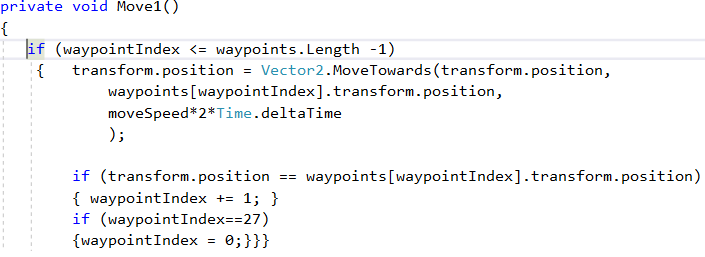 private void Move1()
{
if (waypointIndex <= waypoints.Length -1)
{ transform.position = Vector2.MoveTowards(transform.position,
waypoints[waypointIndex].transform.position,
moveSpeed*2*Time.deltaTime
);
if (transform.position == waypoints[waypointIndex].transform.position)
{ waypointIndex += 1; }
if (waypointIndex==27)
{waypointIndex = 0;}}}